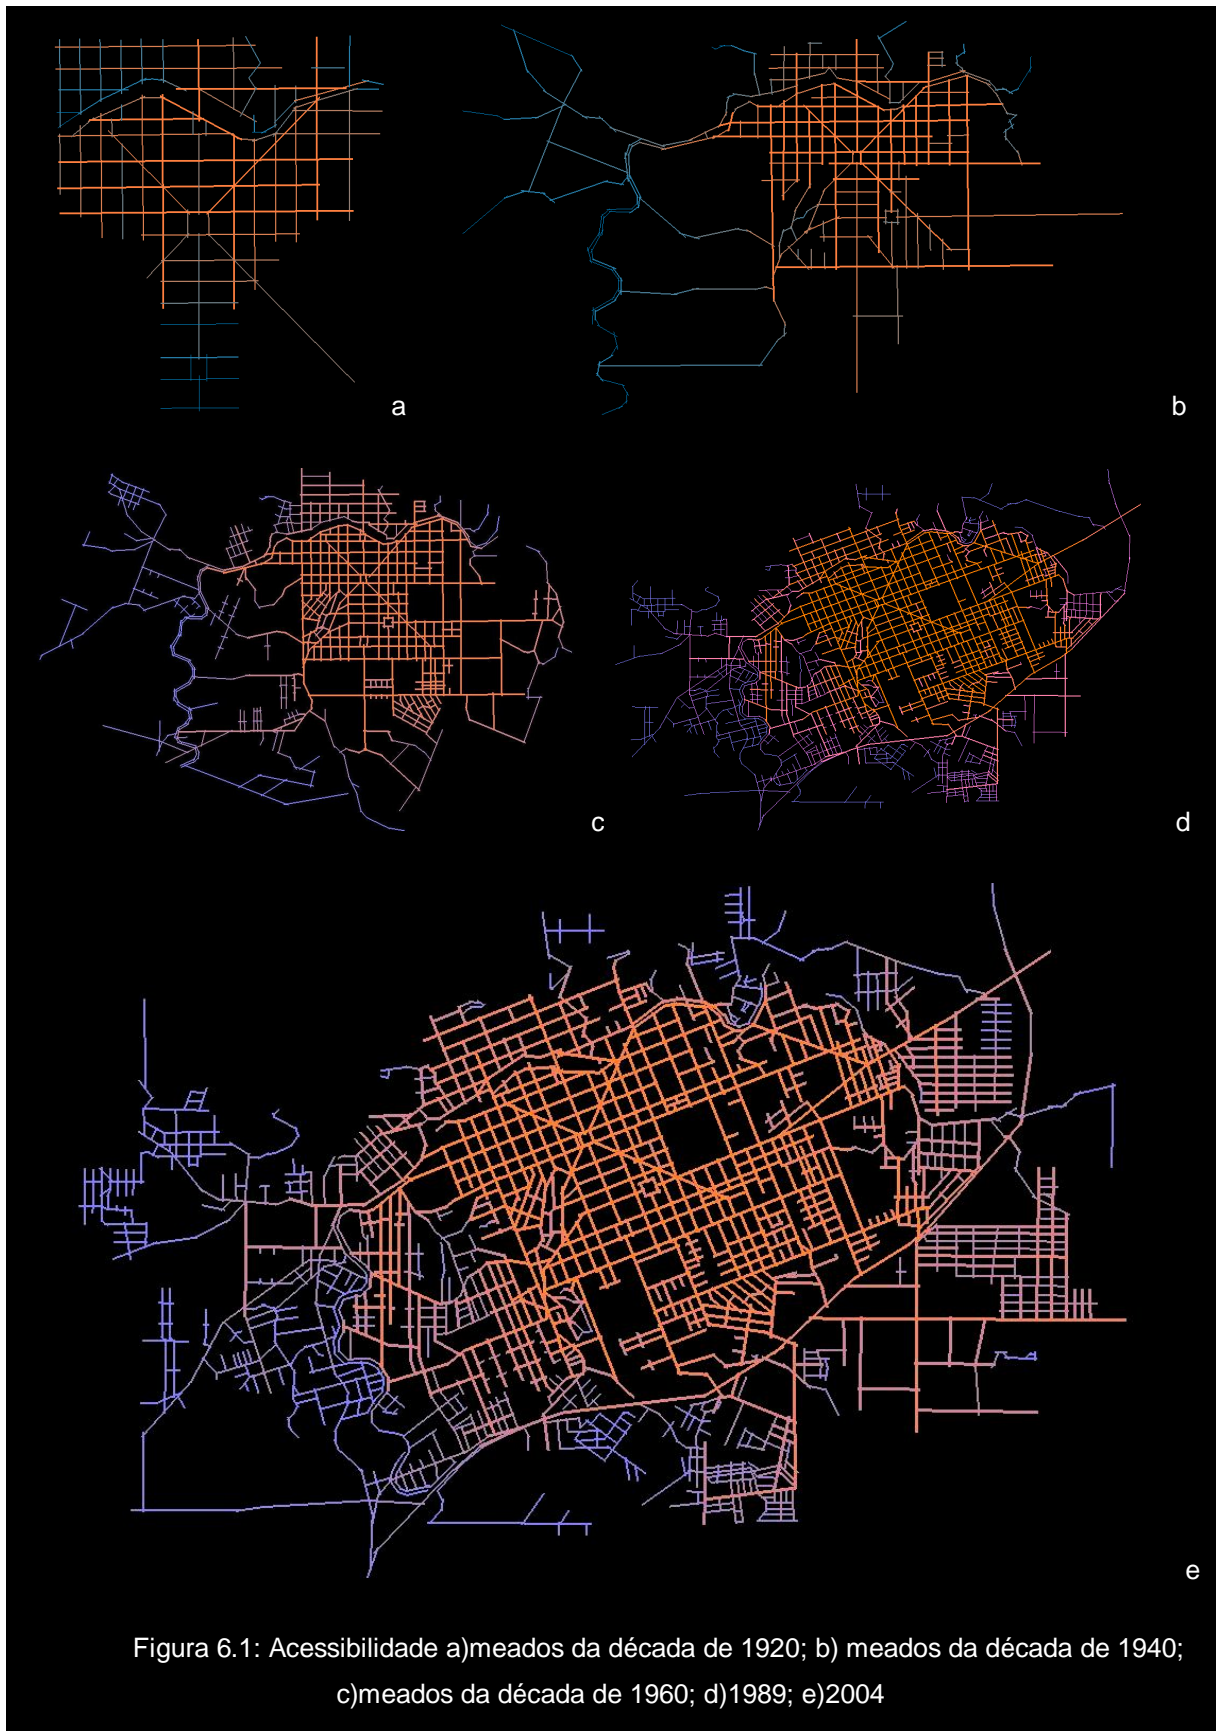 a
b
c
d
e
Figura 6.1: Acessibilidade a)meados da década de 1920; b) meados da década de 1940;
c)meados da década de 1960; d)1989; e)2004